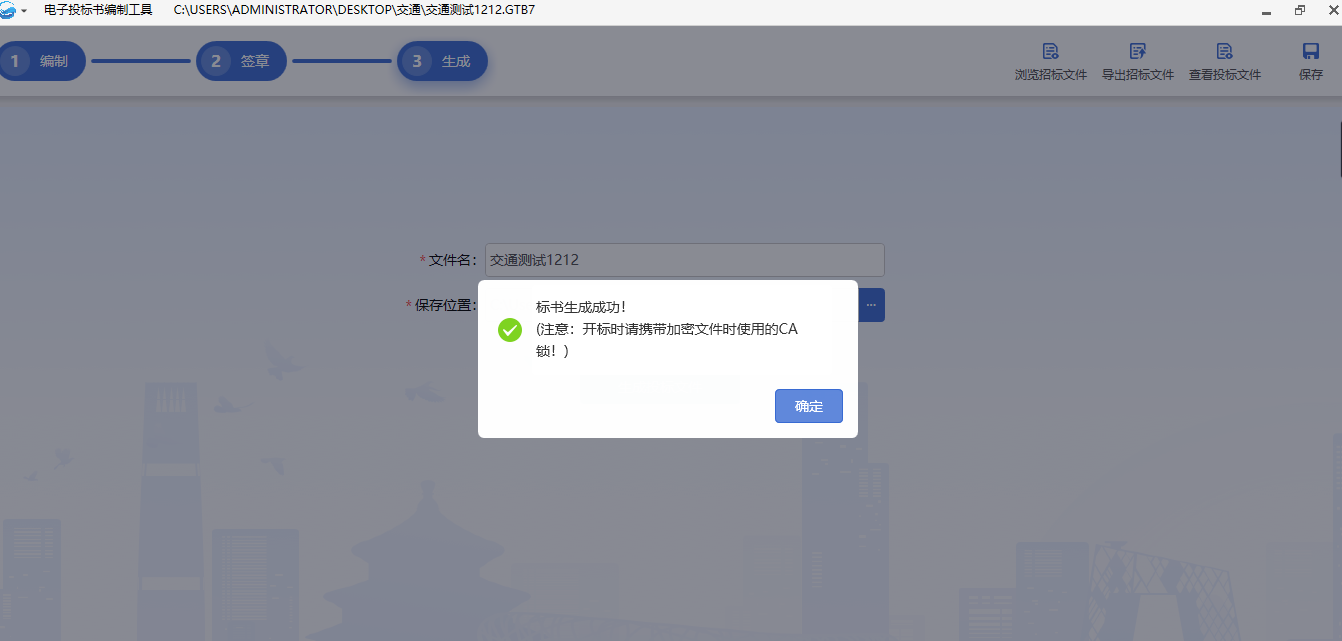 电子投标书编制工具 C:\USERS\ADMINISTRATOR\DESKTOP\交通\交通测试1212.GTB7
1 编制 2 签章 3 生成
浏览招标文件 导出招标文件 查看投标文件 保存
*文件名: 交通测试1212
*保存位置: ...
标书生成成功!
(注意：开标时请携带加密文件时使用的CA
锁！)
确定